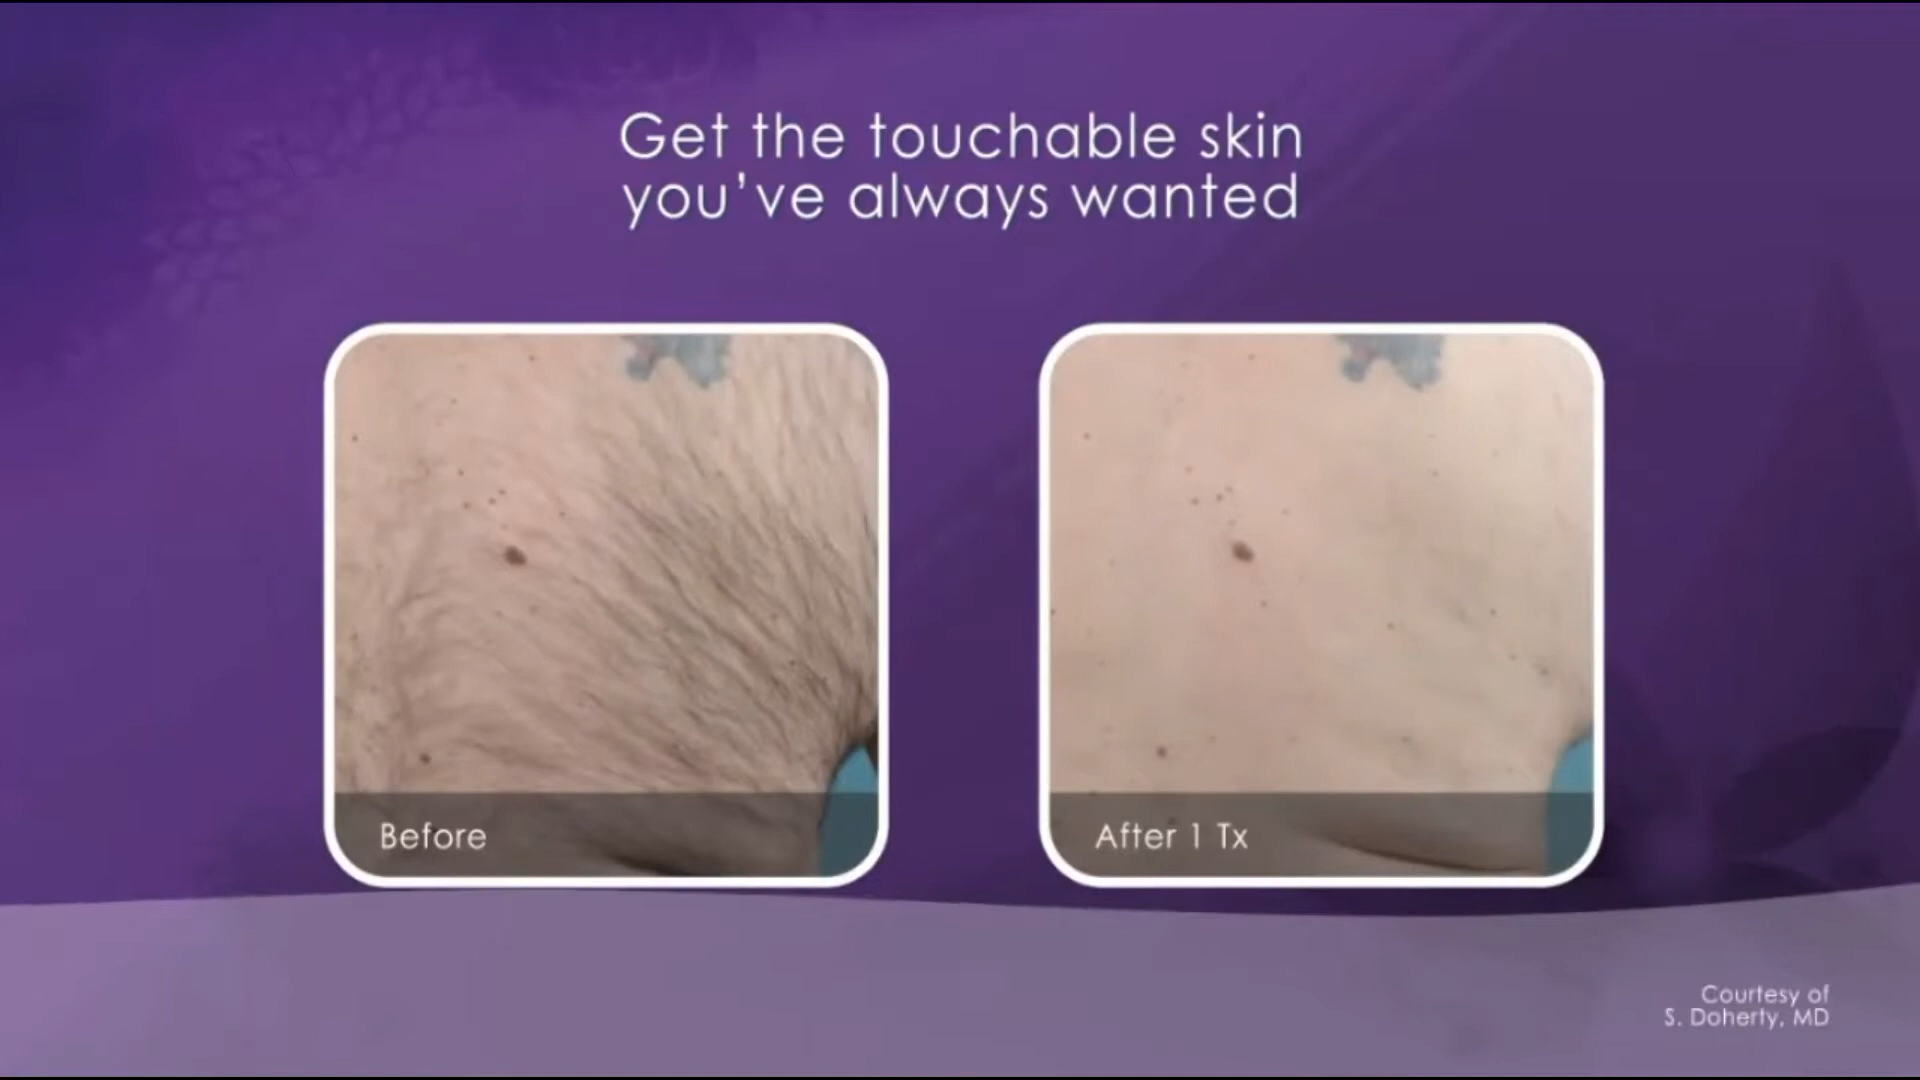 Get the touchable skin
you've always wanted
Before
After 1 Tx
Courtesy of
S. Doherty, MD